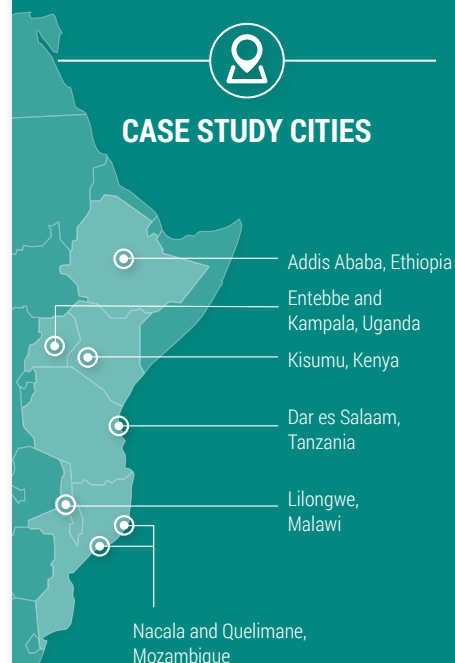 CASE STUDY CITIES
Addis Ababa, Ethiopia
Entebbe and
Kampala, Uganda
Kisumu, Kenya
Dar es Salaam,
Tanzania
Lilongwe,
Malawi
Nacala and Quelimane,
Mozambique